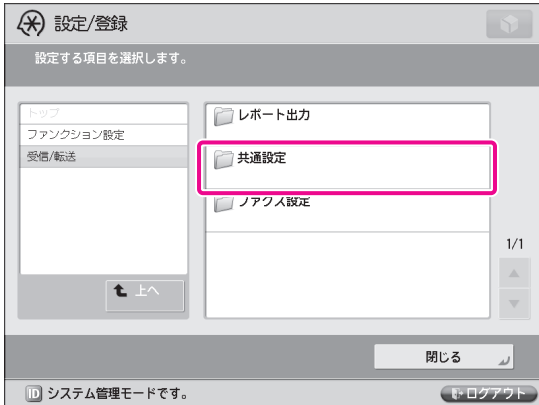 設定/登録
設定する項目を選択します。
トップ
ファンクション設定
受信/転送
レポート出力
共通設定
ファクス設定
1/1
上へ
閉じる
ID システム管理モードです。
ログアウト